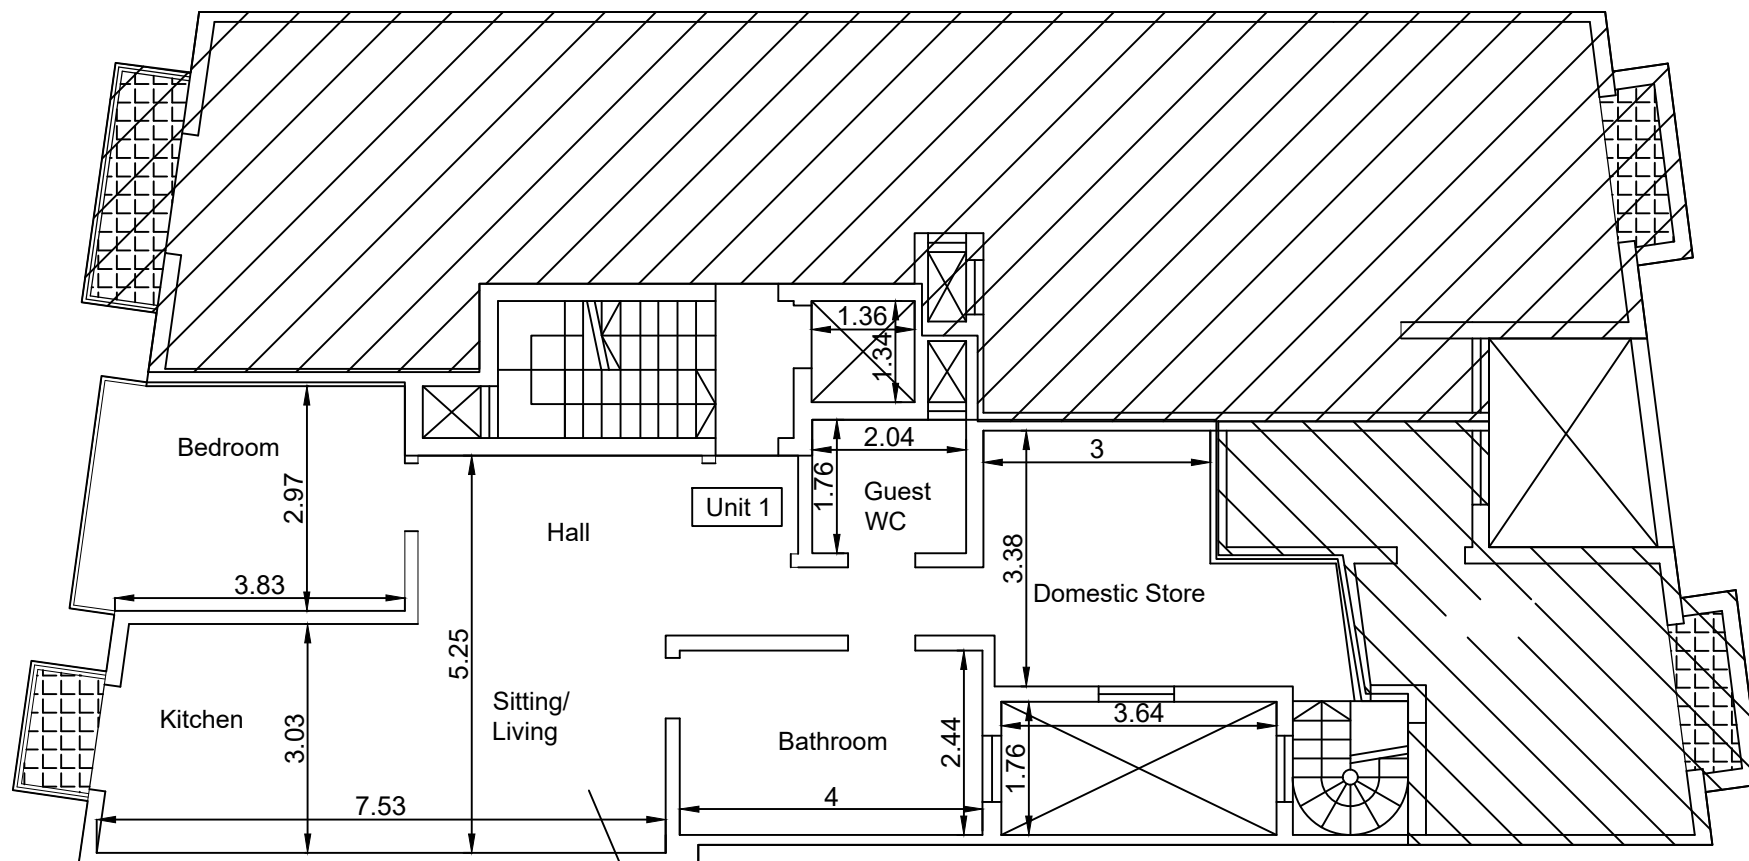 1.36
1.34
Bedroom
2.04
3
2.97
1.76
Guest
WC
Unit 1
Hall
3.38
3.83
Domestic Store
5.25
Kitchen
3.03
Sitting/
Living
3.64
Bathroom
2.44
1.76
7.53
4